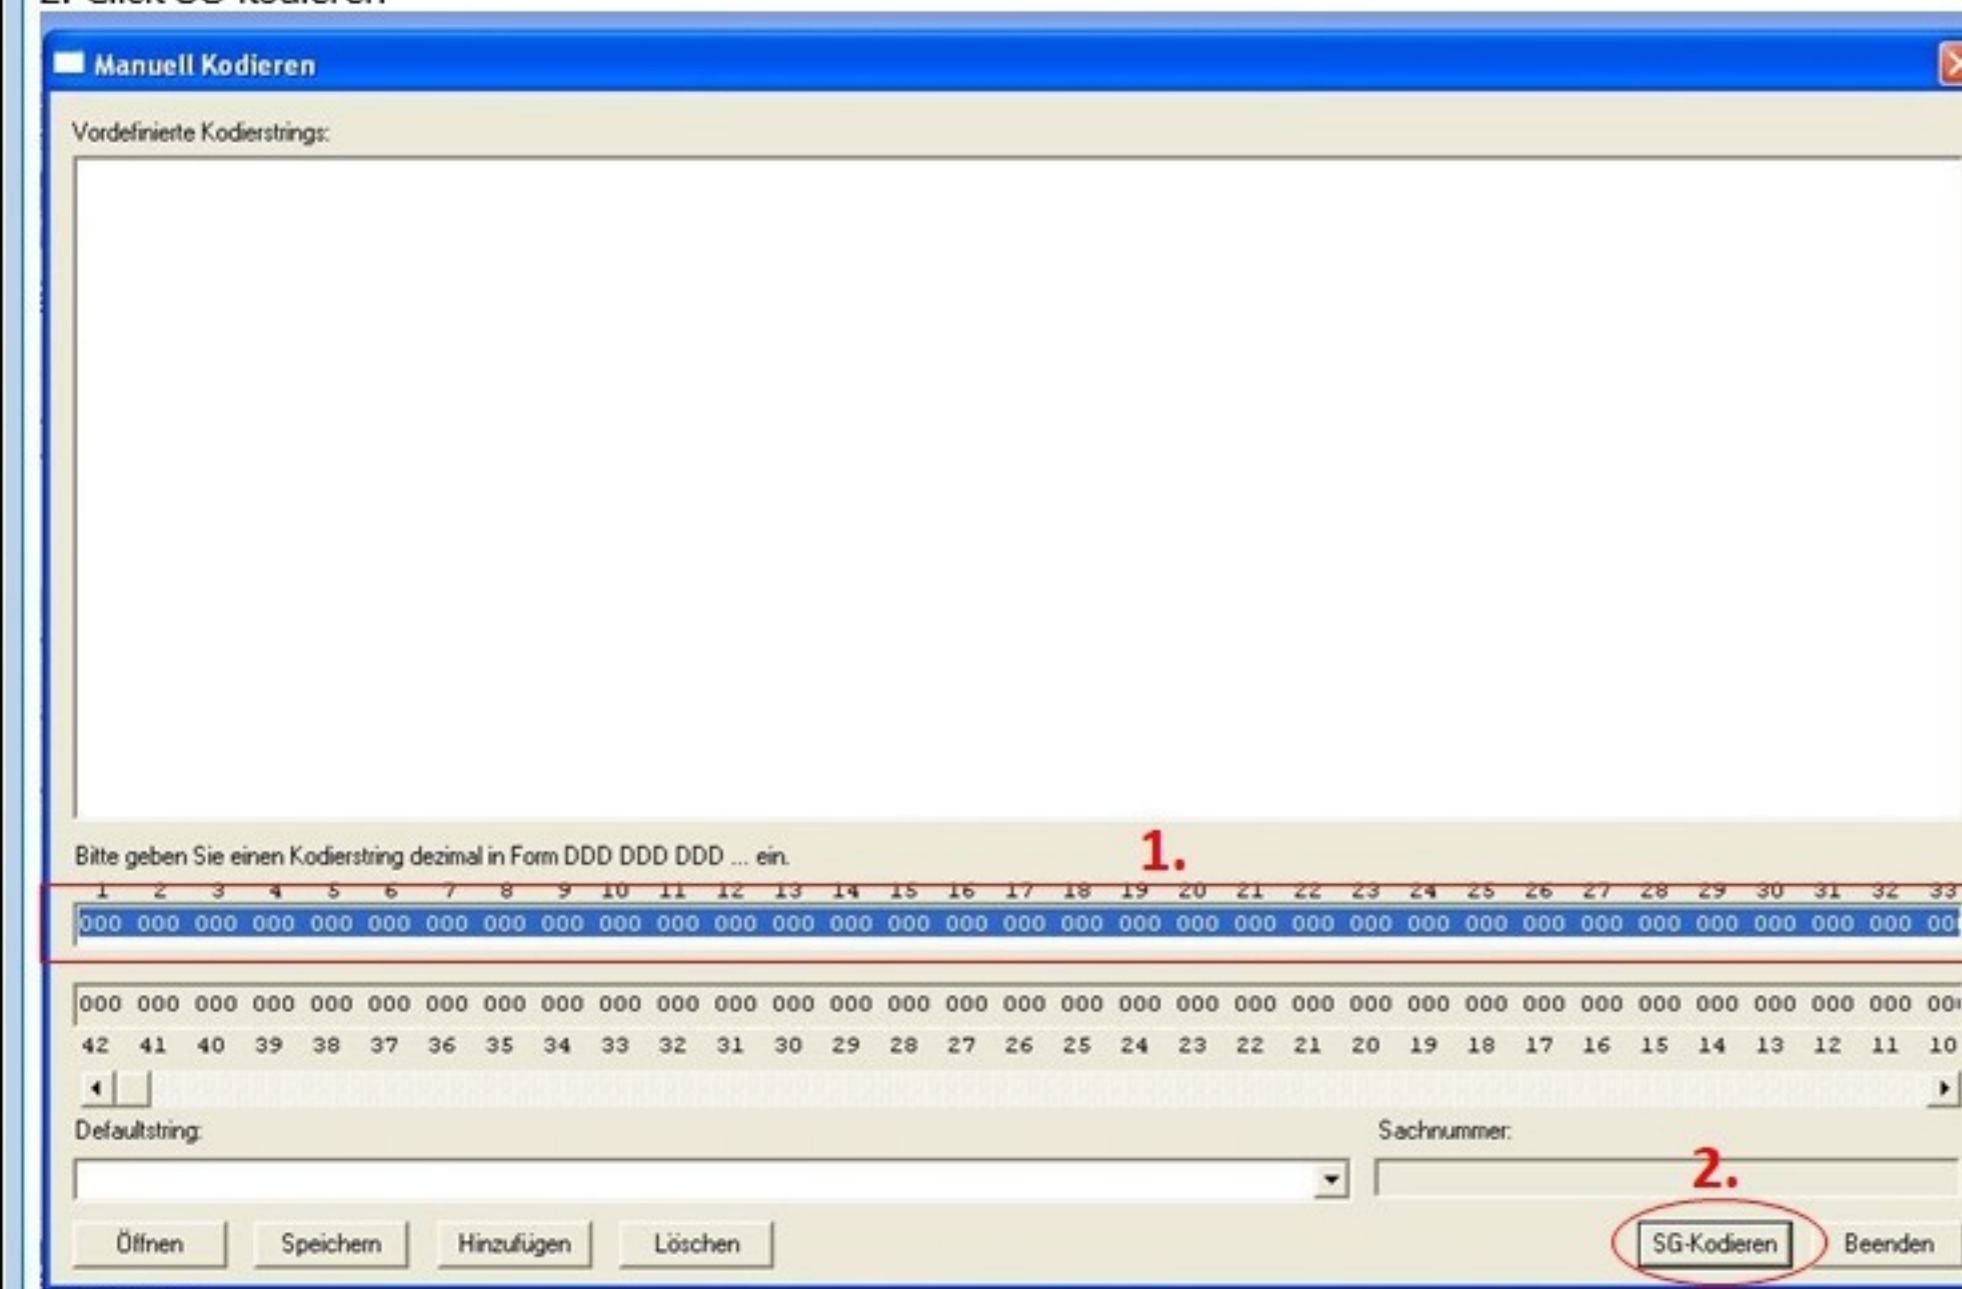 2. Click SG-Kodieren
Manuell Kodieren
Vordefinierte Kodierstrings:
1.
Bitte geben Sie einen Kodierstring dezimal in Form DDD DDD DDD ... ein.
1 2 3 4 5 6 7 8 9 10 11 12 13 14 15 16 17 18 19 20 21 22 23 24 25 26 27 28 29 30 31 32 33
000 000 000 000 000 000 000 000 000 000 000 000 000 000 000 000 000 000 000 000 000 000 000 000 000 000 000 000 000 000 000 000 00
000 000 000 000 000 000 000 000 000 000 000 000 000 000 000 000 000 000 000 000 000 000 000 000 000 000 000 000 000 000 000 000 00
42 41 40 39 38 37 36 35 34 33 32 31 30 29 28 27 26 25 24 23 22 21 20 19 18 17 16 15 14 13 12 11 10
Defaultstring: Sachnummer:
2.
Öffnen Speichern Hinzufügen Löschen SG-Kodieren Beenden